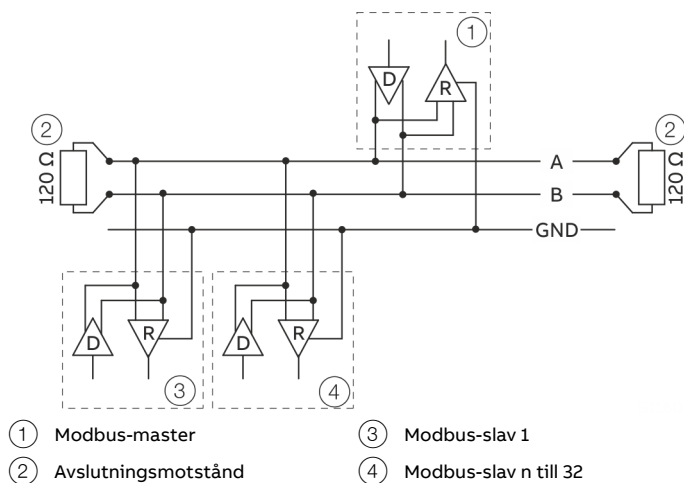 1
D
R
2
2
120 Ω
120 Ω
A
B
GND
D
R
D
R
3
4
1 Modbus-master
3 Modbus-slav 1
2 Avslutningsmotstånd
4 Modbus-slav n till 32